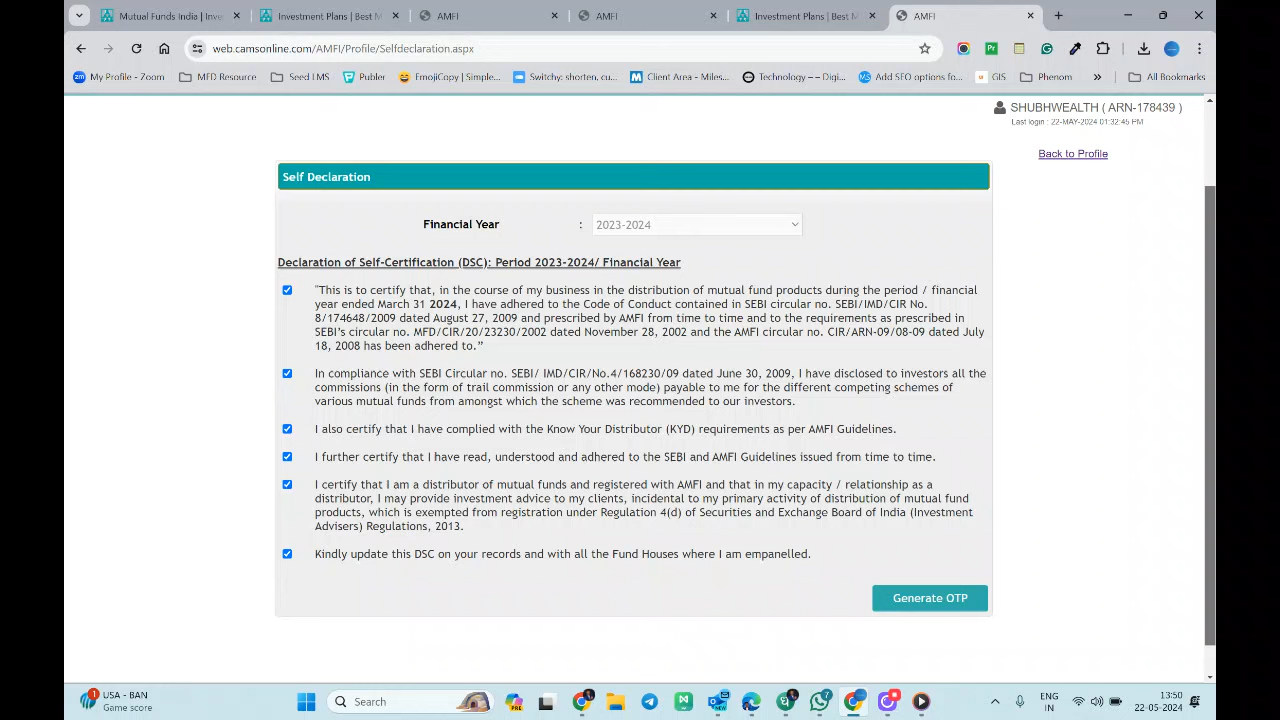 Mutual Funds India | Inve
Investment Plans | Best M
AMFI
AMFI
Investment Plans | Best M
AMFI
web.camsonline.com/AMFI/Profile/Selfdeclaration.aspx
My Profile - Zoom
MFD Resource
Seed LMS
Publer
EmojiCopy | Simple...
Switchy: shorten, cu...
Client Area - Miles...
Technology – – Digi...
Add SEO options fo...
GIS
Phenom
»
All Bookmarks
SHUBHWEALTH ( ARN-178439 )
Last login : 22-MAY-2024 01:32:45 PM
Back to Profile
Self Declaration
Financial Year : 2023-2024
Declaration of Self-Certification (DSC): Period 2023-2024/ Financial Year
"This is to certify that, in the course of my business in the distribution of mutual fund products during the period / financial
year ended March 31 2024, I have adhered to the Code of Conduct contained in SEBI circular no. SEBI/IMD/CIR No.
8/174648/2009 dated August 27, 2009 and prescribed by AMFI from time to time and to the requirements as prescribed in
SEBI's circular no. MFD/CIR/20/23230/2002 dated November 28, 2002 and the AMFI circular no. CIR/ARN-09/08-09 dated July
18, 2008 has been adhered to.”
In compliance with SEBI Circular no. SEBI/ IMD/CIR/No.4/168230/09 dated June 30, 2009, I have disclosed to investors all the
commissions (in the form of trail commission or any other mode) payable to me for the different competing schemes of
various mutual funds from amongst which the scheme was recommended to our investors.
I also certify that I have complied with the Know Your Distributor (KYD) requirements as per AMFI Guidelines.
I further certify that I have read, understood and adhered to the SEBI and AMFI Guidelines issued from time to time.
I certify that I am a distributor of mutual funds and registered with AMFI and that in my capacity / relationship as a
distributor, I may provide investment advice to my clients, incidental to my primary activity of distribution of mutual fund
products, which is exempted from registration under Regulation 4(d) of Securities and Exchange Board of India (Investment
Advisers) Regulations, 2013.
Kindly update this DSC on your records and with all the Fund Houses where I am empanelled.
Generate OTP
1
USA - BAN
Game score
Search
PRE
7
ENG
IN
13:50
22-05-2024